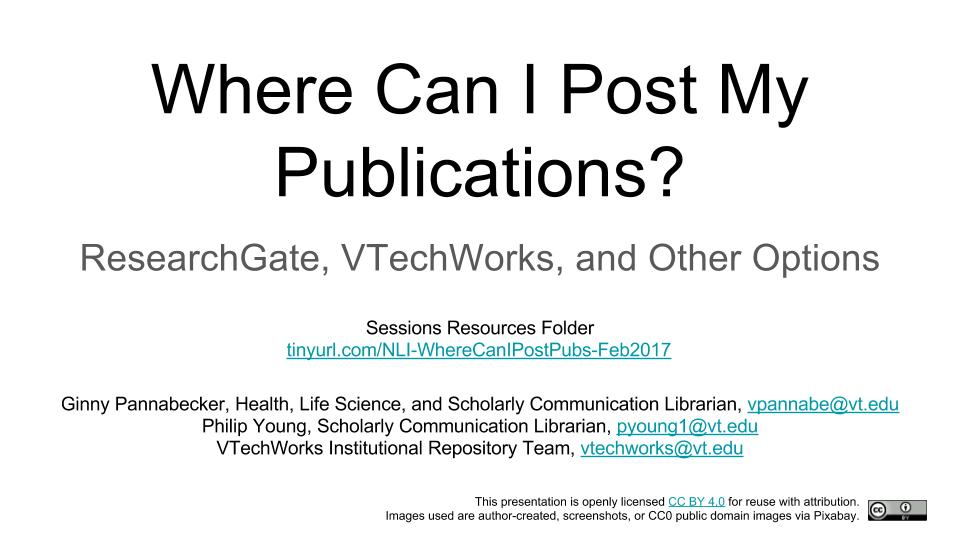 Where Can I Post My
Publications?
ResearchGate, VTechWorks, and Other Options
Sessions Resources Folder
tinyurl.com/NLI-WhereCanIPostPubs-Feb2017
Ginny Pannabecker, Health, Life Science, and Scholarly Communication Librarian, vpannabe@vt.edu
Philip Young, Scholarly Communication Librarian, pyoung1@vt.edu
VTechWorks Institutional Repository Team, vtechworks@vt.edu
This presentation is openly licensed CC BY 4.0 for reuse with attribution.
Images used are author-created, screenshots, or CC0 public domain images via Pixabay.
cc
BY